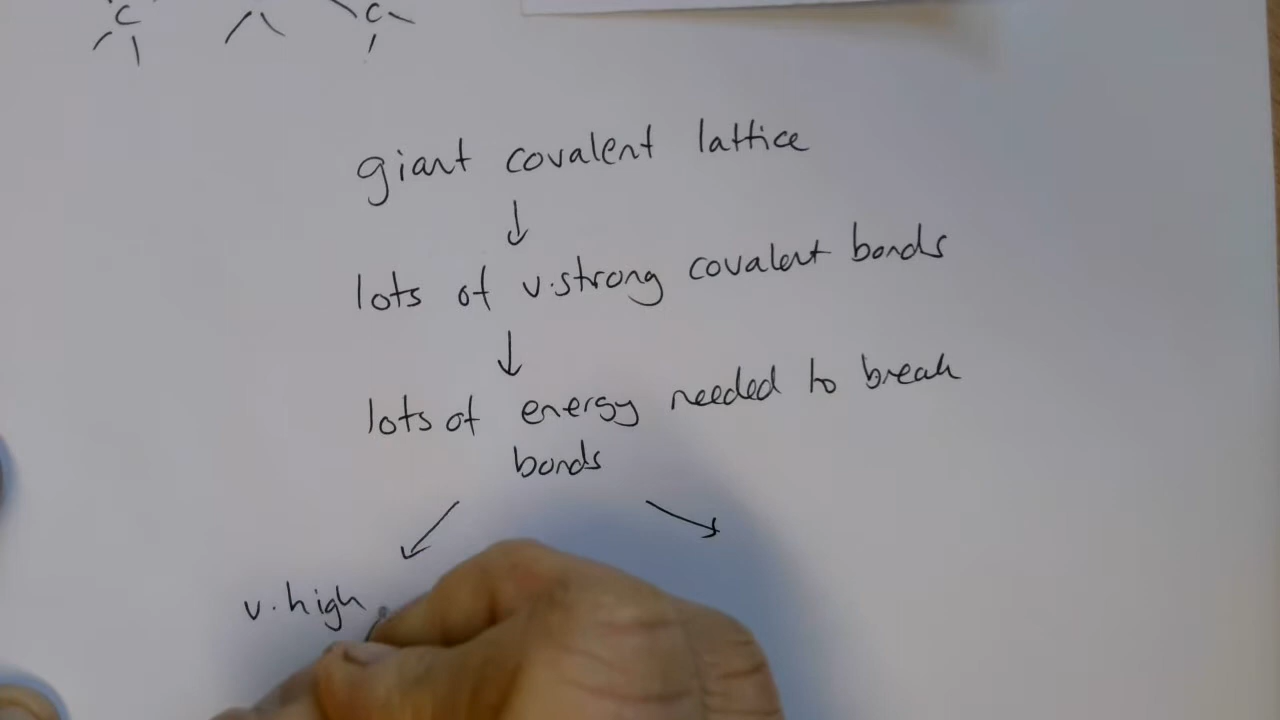 C C
giant covalent lattice
↓
lots of v.strong covalent bonds
↓
lots of energy needed to break
bonds
↙ ↘
v.high